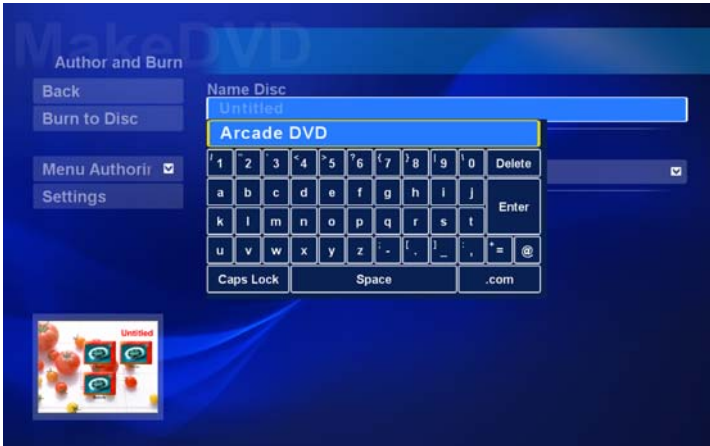 MakeDVD
Author and Burn
Back
Burn to Disc
Menu Authorin
Settings
Name Disc
Untitled
Arcade DVD
1 2 3 4 5 6 7 8 9 0 Delete
a b c d e f g h i j
Enter
k l m n o p q r s t
u v w x y z - . _ , = @
Caps Lock Space .com
Untitled